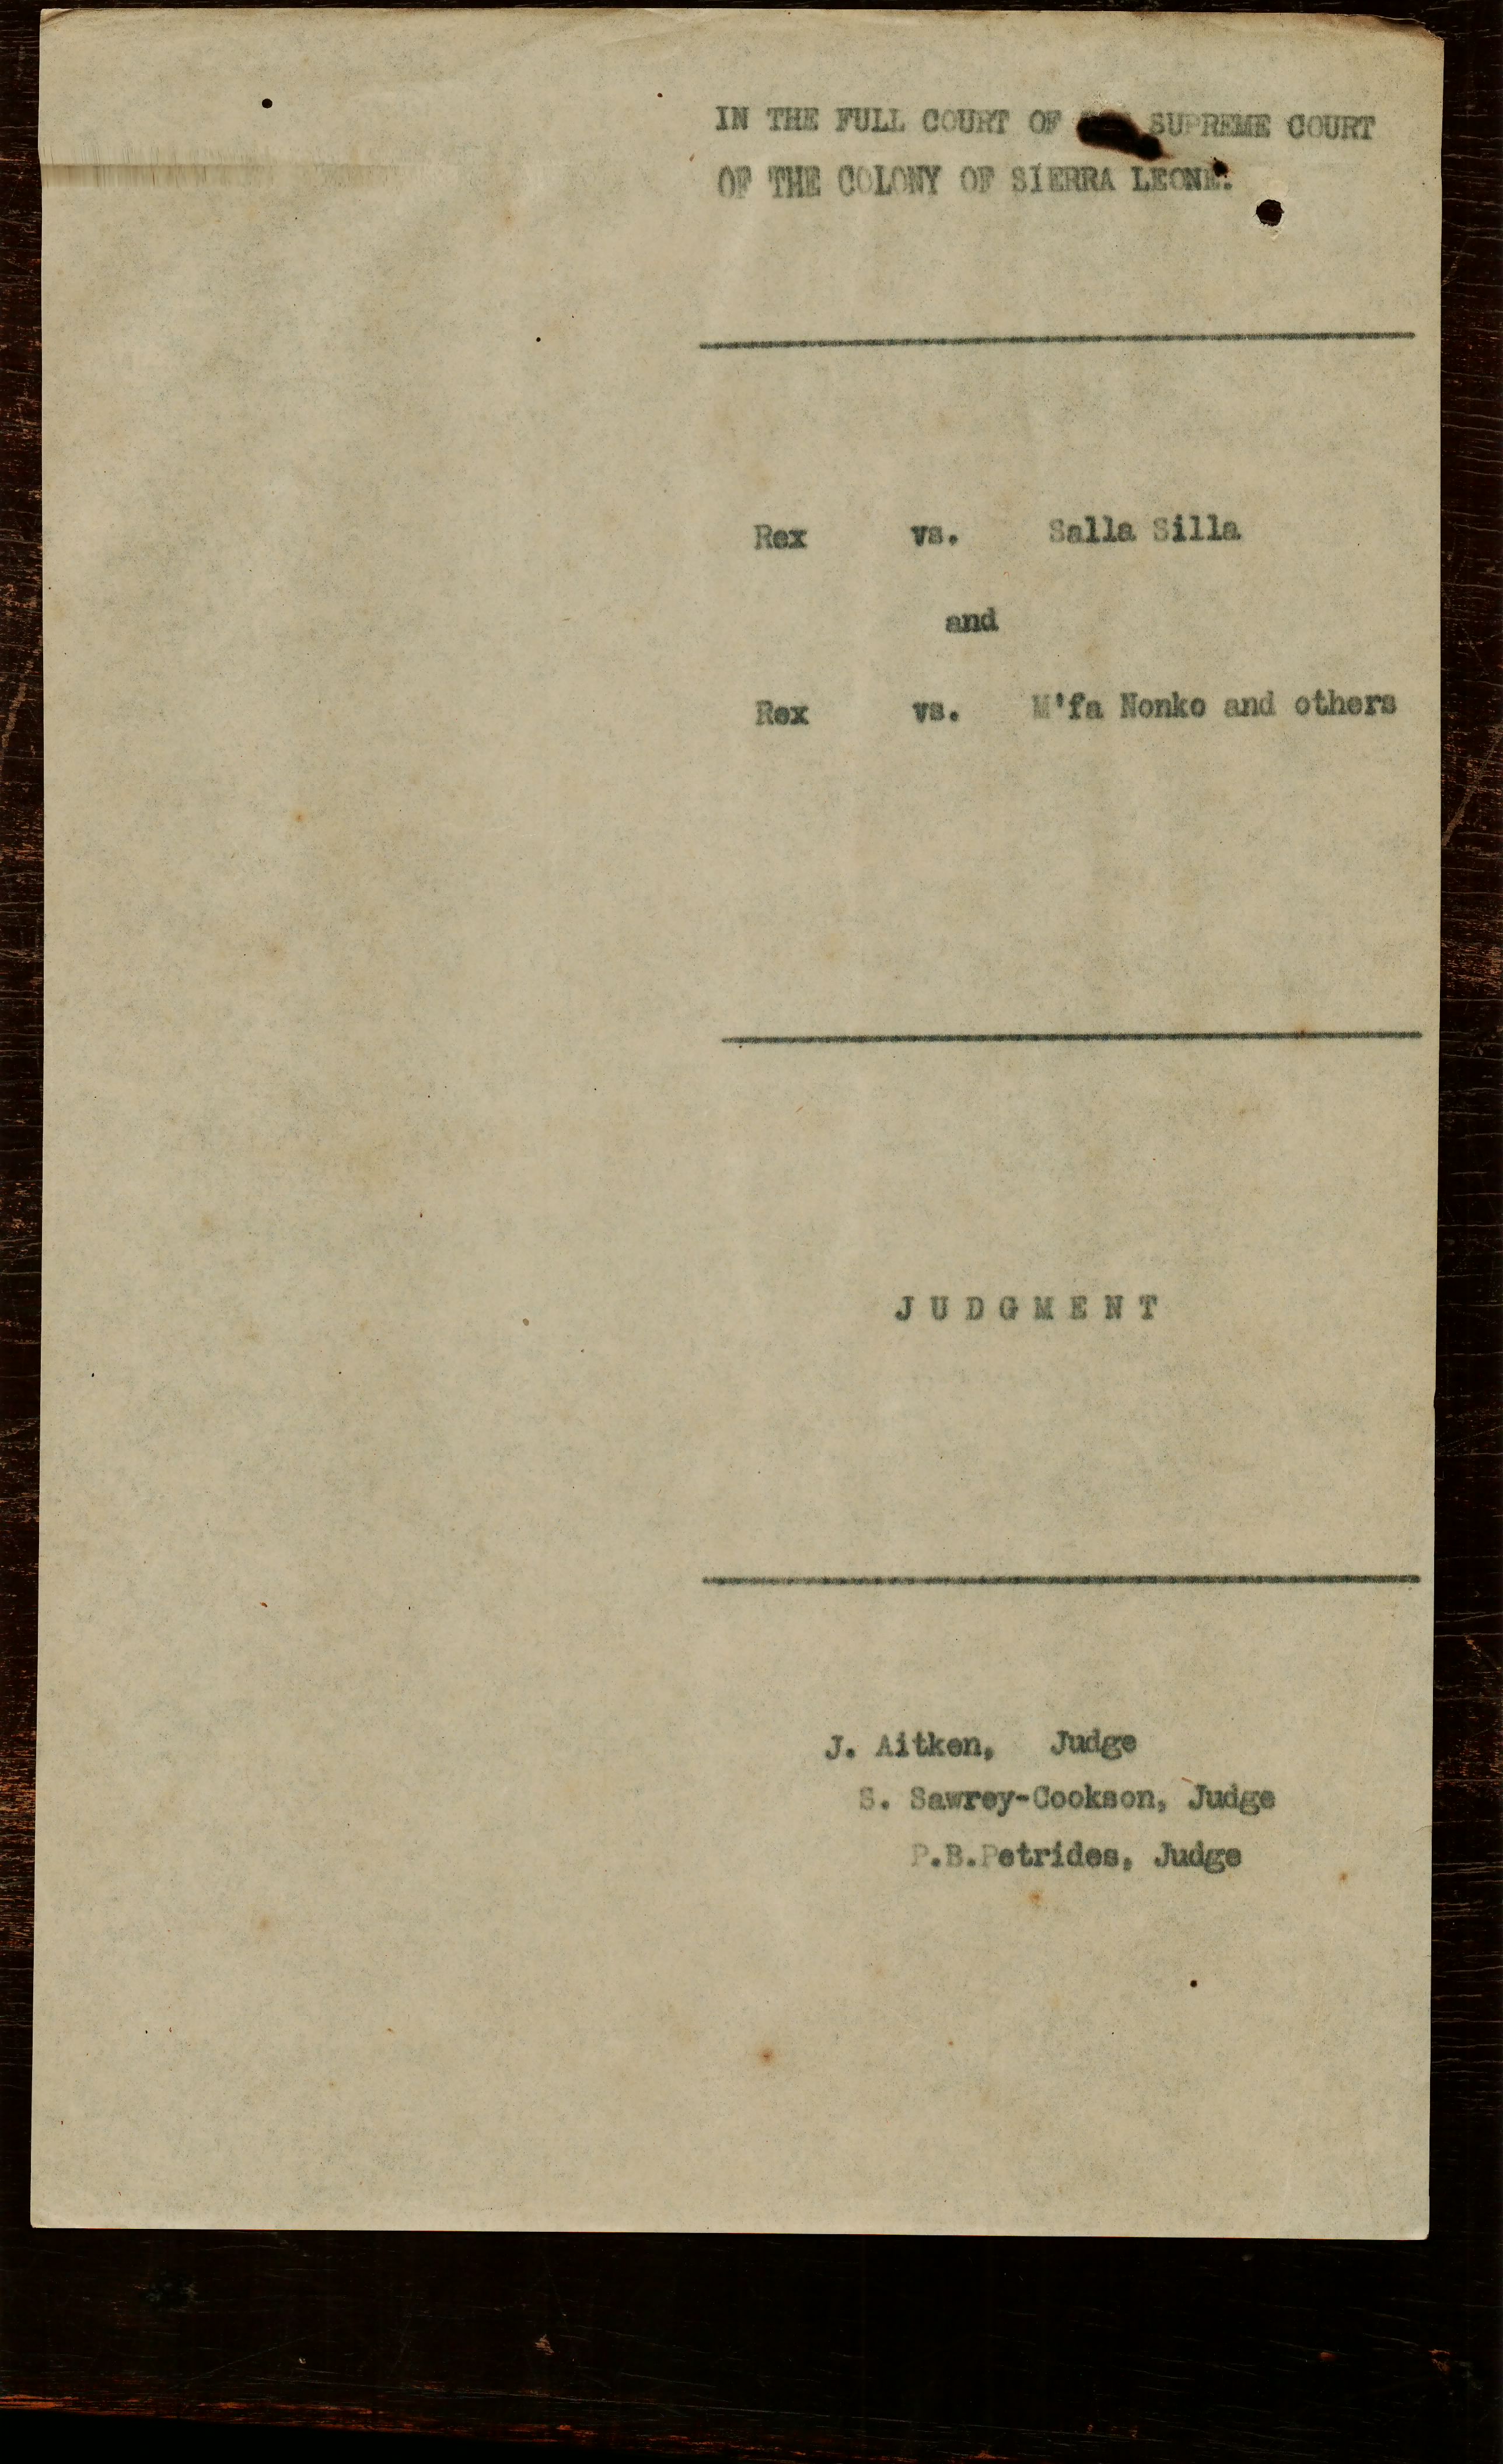 IN THE FULL COURT OF SUPREME COURT
OF THE COLONY OF SIERRA LEONE.
Rex vs. Salla Silla
and
Rex vs. M'fa Nonko and others
JUDGMENT
J. Aitken, Judge
S. Sawrey-Cookson, Judge
P.B.Petrides, Judge